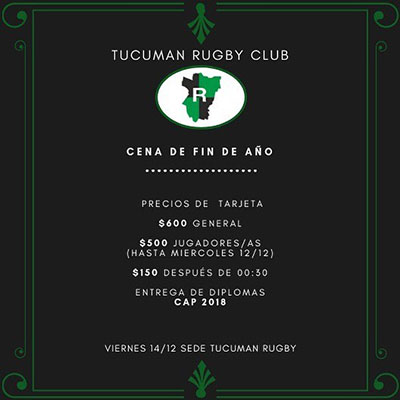 TUCUMAN RUGBY CLUB
R
CENA DE FIN DE AÑO
PRECIOS DE TARJETA
$600 GENERAL
$500 JUGADORES/AS
(HASTA MIERCOLES 12/12)
$150 DESPUÉS DE 00:30
ENTREGA DE DIPLOMAS
CAP 2018
VIERNES 14/12 SEDE TUCUMAN RUGBY